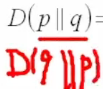 D(p || q)=
D(q || p)